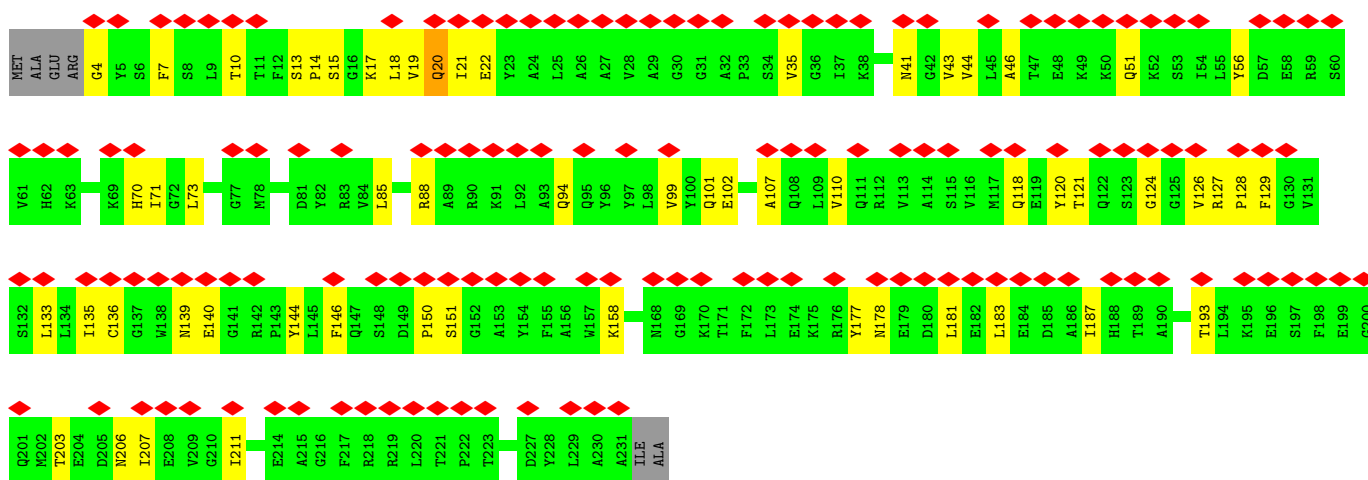 MET ALA GLU ARG G4 Y5 S6 F7 S8 L9 T10 T11 F12 S13 P14 S15 G16 K17 L18 V19 Q20 I21 E22 Y23 A24 L25 A26 A27 V28 A29 G30 G31 A32 P33 S34 V35 G36 I37 K38 N41 G42 V43 V44 L45 A46 T47 E48 K49 K50 Q51 K52 S53 I54 L55 Y56 D57 E58 R59 S60
V61 H62 K63 K69 H70 I71 G72 L73 G77 M78 D81 Y82 R83 V84 L85 R88 A89 R90 K91 L92 A93 Q94 Q95 Y96 Y97 L98 V99 Y100 Q101 E102 A107 Q108 L109 V110 Q111 R112 V113 A114 S115 V116 M117 Q118 E119 Y120 T121 Q122 S123 G124 G125 V126 R127 P128 F129 G130 V131
S132 L133 L134 I135 C136 G137 W138 N139 E140 G141 R142 P143 Y144 L145 F146 Q147 S148 D149 P150 S151 G152 A153 Y154 F155 A156 W157 K158 N168 G169 K170 T171 F172 L173 E174 K175 R176 Y177 N178 E179 D180 L181 E182 L183 E184 D185 A186 I187 H188 T189 A190 T193 L194 K195 E196 S197 F198 E199 G200
Q201 M202 T203 E204 D205 N206 I207 E208 V209 G210 I211 E214 A215 G216 F217 R218 R219 L220 T221 P222 T223 D227 Y228 L229 A230 A231 ILE ALA